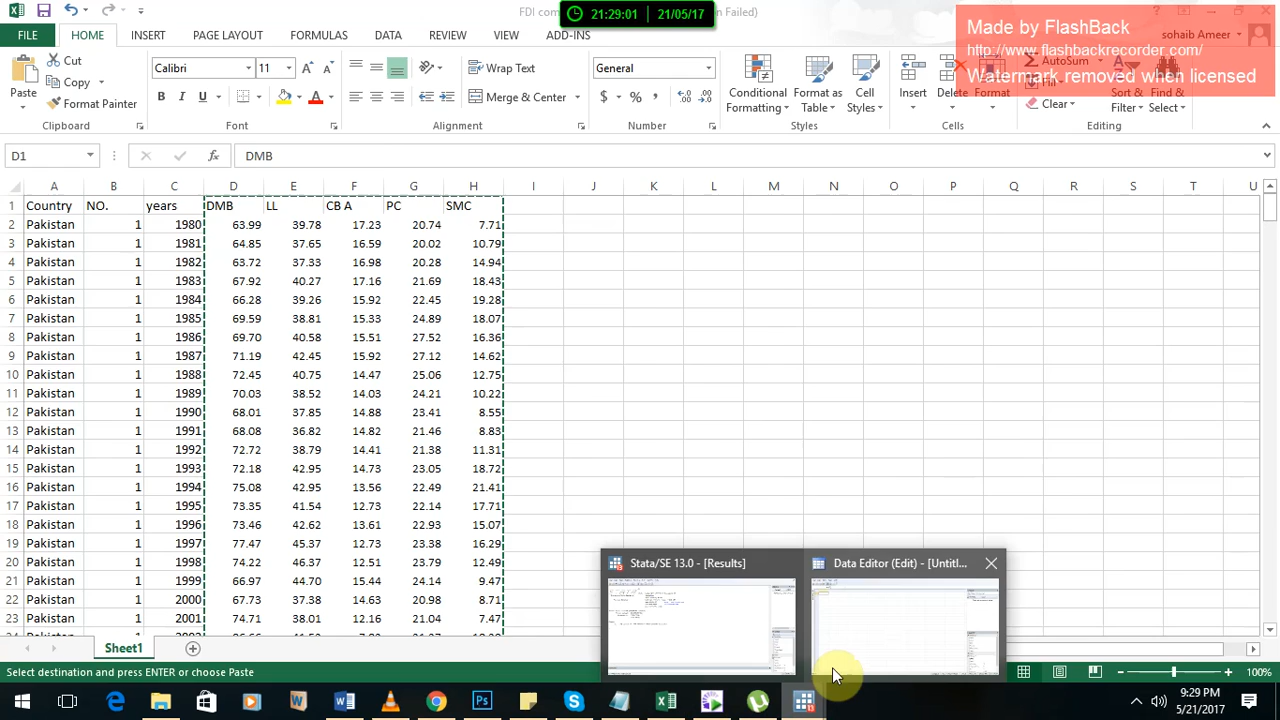 FDI com
n Failed)
21:29:01 21/05/17
Made by FlashBack
http://www.flashbackrecorder.com/
Watermark removed when licensed
FILE HOME INSERT PAGE LAYOUT FORMULAS DATA REVIEW VIEW ADD-INS
sohaib Ameer
Paste
Cut
Copy
Format Painter
Clipboard
Calibri 11
B I U
Font
Wrap Text
Merge & Center
Alignment
General
$ % ,
Number
Conditional Formatting
Format as Table
Cell Styles
Styles
Insert Delete Format
Cells
AutoSum
Fill
Clear
Sort & Filter
Find & Select
Editing
D1 fx DMB
A B C D E F G H I J K L M N O P Q R S T U
1 Country NO. years DMB LL CB A PC SMC
2 Pakistan 1 1980 63.99 39.78 17.23 20.74 7.71
3 Pakistan 1 1981 64.85 37.65 16.59 20.02 10.79
4 Pakistan 1 1982 63.72 37.33 16.98 20.28 14.94
5 Pakistan 1 1983 67.92 40.27 17.16 21.69 18.43
6 Pakistan 1 1984 66.28 39.26 15.92 22.45 19.28
7 Pakistan 1 1985 69.59 38.81 15.33 24.89 18.07
8 Pakistan 1 1986 69.70 40.58 15.51 27.52 16.36
9 Pakistan 1 1987 71.19 42.45 15.92 27.12 14.62
10 Pakistan 1 1988 72.45 40.75 14.47 25.06 12.75
11 Pakistan 1 1989 70.03 38.52 14.03 24.21 10.22
12 Pakistan 1 1990 68.01 37.85 14.88 23.41 8.55
13 Pakistan 1 1991 68.08 36.82 14.82 21.46 8.83
14 Pakistan 1 1992 72.72 38.79 14.41 21.38 11.31
15 Pakistan 1 1993 72.18 42.95 14.73 23.05 18.72
16 Pakistan 1 1994 75.08 42.95 13.56 22.49 21.41
17 Pakistan 1 1995 73.35 41.54 12.73 22.14 17.71
18 Pakistan 1 1996 73.46 42.62 13.61 22.93 15.07
19 Pakistan 1 1997 77.47 45.37 12.73 23.38 16.29
20 Pakistan 1 1998 74.22 46.37 12.51 23.79 12.49
21 Pakistan 1 1999 66.97 44.70 15.44 24.14 9.47
22 Pakistan 1 2000 67.73 37.38 14.63 20.98 8.71
23 Pakistan 1 2001 74.71 38.01 12.16 21.04 7.47
Stata/SE 13.0 - [Results]
Data Editor (Edit) - [Untitl...
Sheet1
Select destination and press ENTER or choose Paste
100%
9:29 PM
5/21/2017